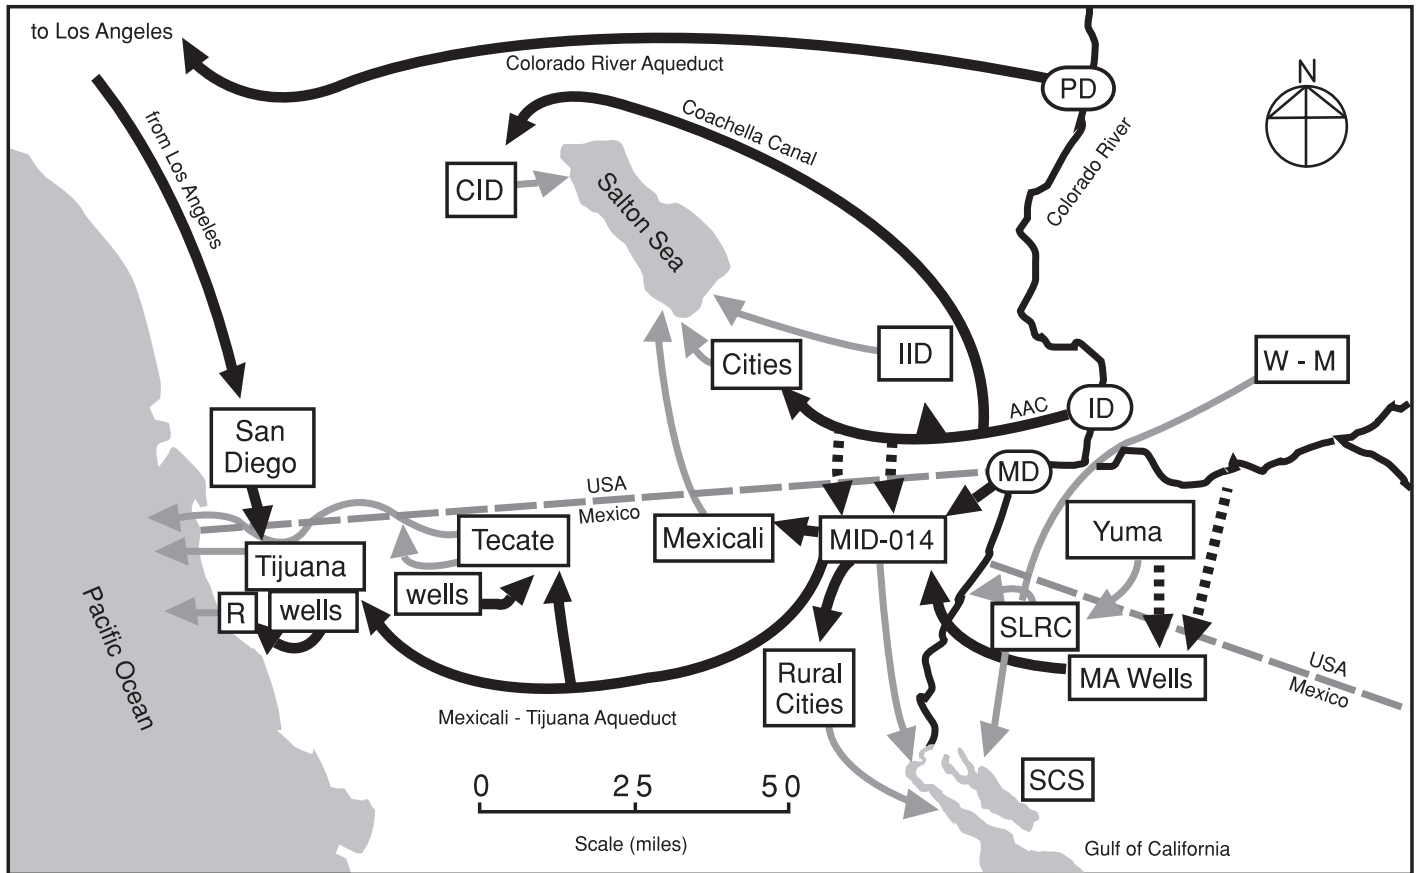 to Los Angeles
Colorado River Aqueduct
PD
N
from Los Angeles
Coachella Canal
Colorado River
CID
Salton Sea
IID
Cities
W - M
AAC
ID
San
Diego
MD
USA
Mexico
Tecate
Mexicali
MID-014
Yuma
Tijuana
wells
R
wells
SLRC
Pacific Ocean
Rural
Cities
MA Wells
USA
Mexico
Mexicali - Tijuana Aqueduct
0 25 50
Scale (miles)
SCS
Gulf of California